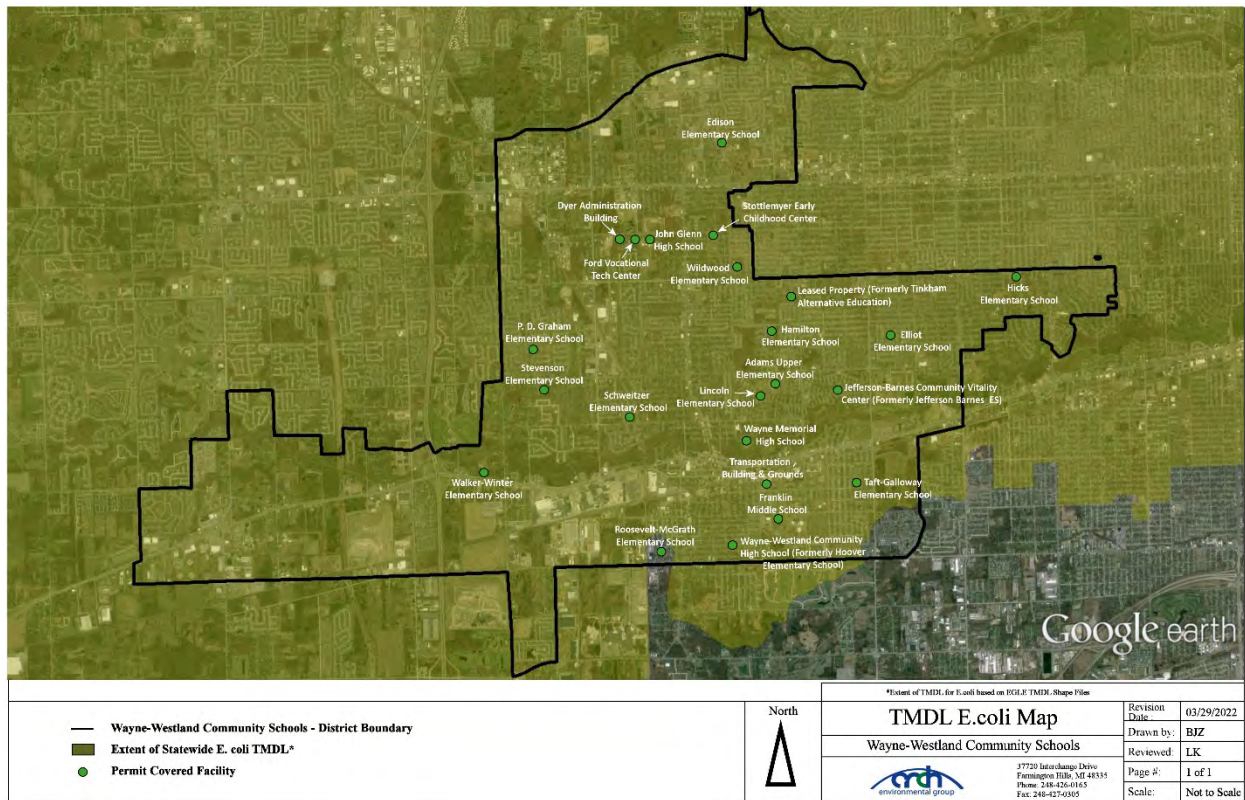 Edison
Elementary School
Dyer Administration
Building
Stottlemyer Early
Childhood Center
John Glenn
High School
Ford Vocational
Tech Center
Wildwood
Elementary School
Hicks
Elementary School
Leased Property (Formerly Tinkham
Alternative Education)
P. D. Graham
Elementary School
Hamilton
Elementary School
Elliot
Elementary School
Stevenson
Elementary School
Adams Upper
Elementary School
Lincoln
Elementary School
Jefferson-Barnes Community Vitality
Center (Formerly Jefferson Barnes ES)
Schweitzer
Elementary School
Wayne Memorial
High School
Walker-Winter
Elementary School
Transportation
Building & Grounds
Taft-Galloway
Elementary School
Franklin
Middle School
Roosevelt-McGrath
Elementary School
Wayne-Westland Community
High School (Formerly Hoover
Elementary School)
Google earth
Wayne-Westland Community Schools - District Boundary
Extent of Statewide E. coli TMDL*
Permit Covered Facility
North
*Extent of TMDL for E.coli based on EGLE TMDL Shape Files
TMDL E.coli Map
Wayne-Westland Community Schools
arch
environmental group
37720 Interchange Drive
Farmington Hills, MI 48335
Phone: 248-426-0165
Fax: 248-427-0305
Revision
Date :
03/29/2022
Drawn by: BJZ
Reviewed: LK
Page #: 1 of 1
Scale: Not to Scale